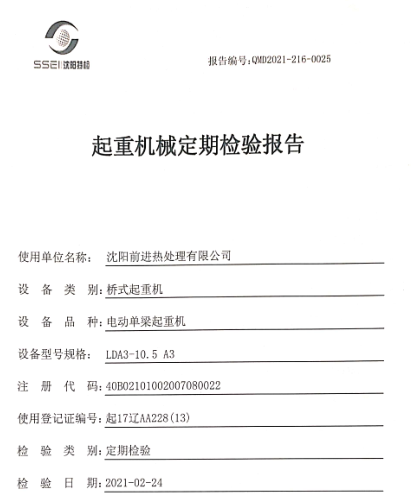 SSEI 沈阳特检
报告编号:QMD2021-216-0025
起重机械定期检验报告
使用单位名称: 沈阳前进热处理有限公司
设备类别:桥式起重机
设备品种:电动单梁起重机
设备型号规格: LDA3-10.5 A3
注册代码:40B02101002007080022
使用登记证编号:起17辽AA228(13)
检验类别:定期检验
检验日期:2021-02-24